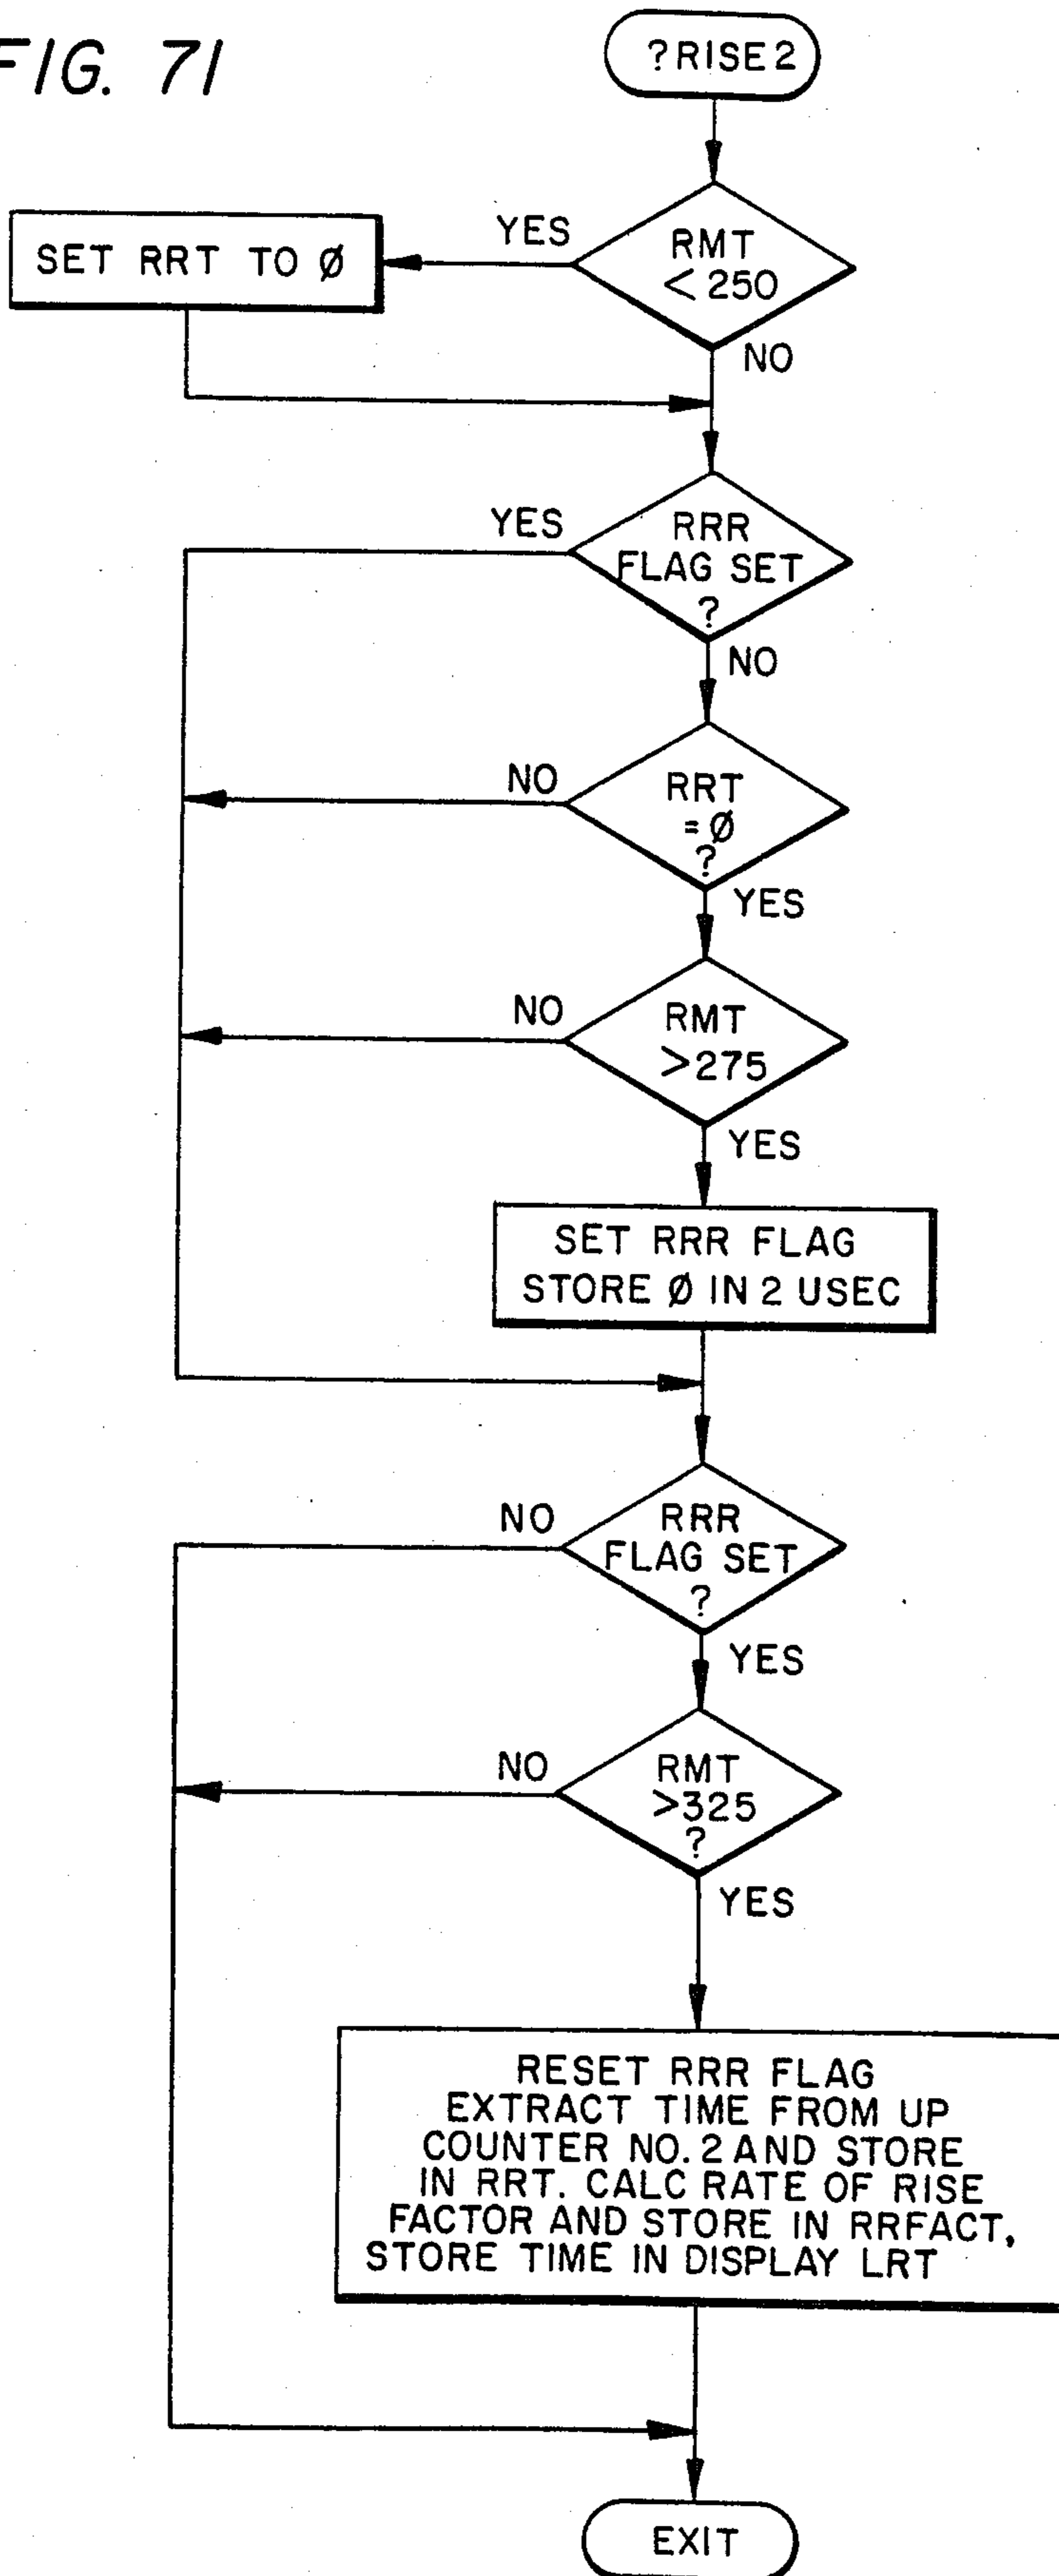 FIG. 71
?RISE2
YES
RMT
<250
SET RRT TO Ø
NO
YES
RRR
FLAG SET
?
NO
NO
RRT
=Ø
?
YES
NO
RMT
>275
YES
SET RRR FLAG
STORE Ø IN 2 USEC
NO
RRR
FLAG SET
?
YES
NO
RMT
>325
?
YES
RESET RRR FLAG
EXTRACT TIME FROM UP
COUNTER NO. 2 AND STORE
IN RRT. CALC RATE OF RISE
FACTOR AND STORE IN RRFACT,
STORE TIME IN DISPLAY LRT
EXIT